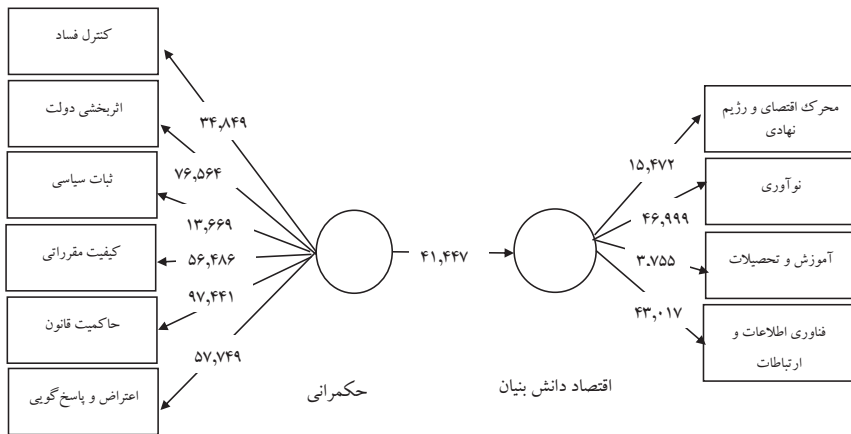 کنترل فساد
اثربخشی دولت
ثبات سیاسی
کیفیت مقرراتی
حاکمیت قانون
اعتراض و پاسخ‌گویی
۳۴,۸۴۹
۷۶,۵۶۴
۱۳,۶۶۹
۵۶,۴۸۶
۹۷,۴۴۱
۵۷,۷۴۹
حکمرانی
۴۱,۴۴۷
اقتصاد دانش بنیان
۱۵,۴۷۲
۴۶,۹۹۹
۳.۷۵۵
۴۳,۰۱۷
محرک اقتصای و رژیم
نهادی
نوآوری
آموزش و تحصیلات
فناوری اطلاعات و
ارتباطات